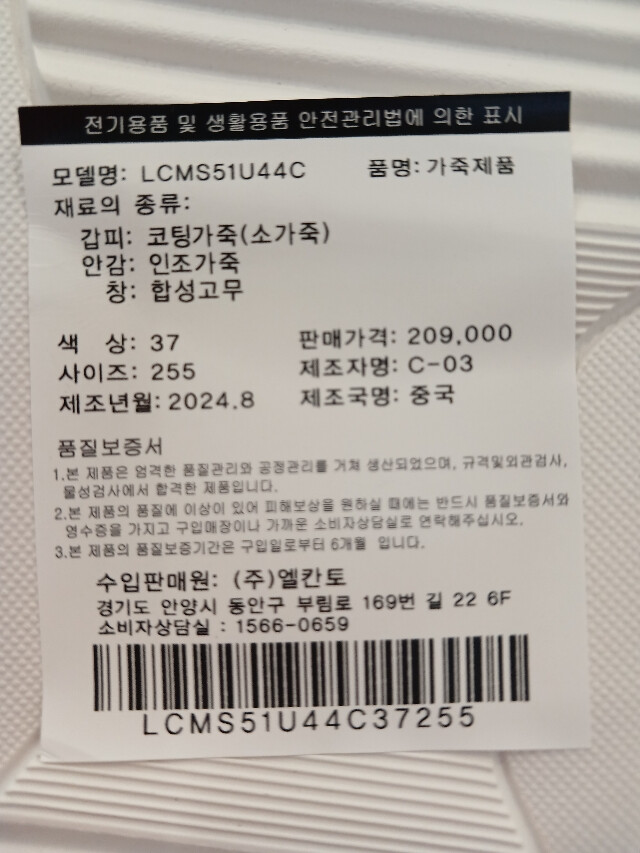 전기용품 및 생활용품 안전관리법에 의한 표시
모델명: LCMS51U44C 품명: 가죽제품
재료의 종류:
갑피: 코팅가죽(소가죽)
안감: 인조가죽
창: 합성고무
색 상: 37 판매가격: 209,000
사이즈: 255 제조자명: C-03
제조년월: 2024.8 제조국명: 중국
품질보증서
1.본 제품은 엄격한 품질관리와 공정관리를 거쳐 생산되었으며, 규격및외관검사,
물성검사에서 합격한 제품입니다.
2.본 제품의 품질에 이상이 있어 피해보상을 원하실 때에는 반드시 품질보증서와
영수증을 가지고 구입매장이나 가까운 소비자상담실로 연락해주십시오.
3.본 제품의 품질보증기간은 구입일로부터 6개월 입니다.
수입판매원: (주)엘칸토
경기도 안양시 동안구 부림로 169번 길 22 6F
소비자상담실 : 1566-0659
LCMS51U44C37255